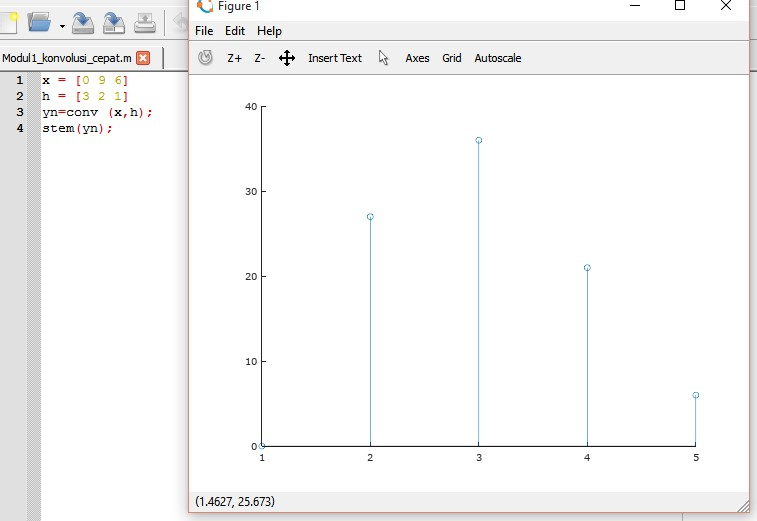 Figure 1
File Edit Help
Z+ Z- Insert Text Axes Grid Autoscale
Modul1_konvolusi_cepat.m
1 x = [0 9 6]
2 h = [3 2 1]
3 yn=conv (x,h);
4 stem(yn);
40
30
20
10
0
1 2 3 4 5
(1.4627, 25.673)